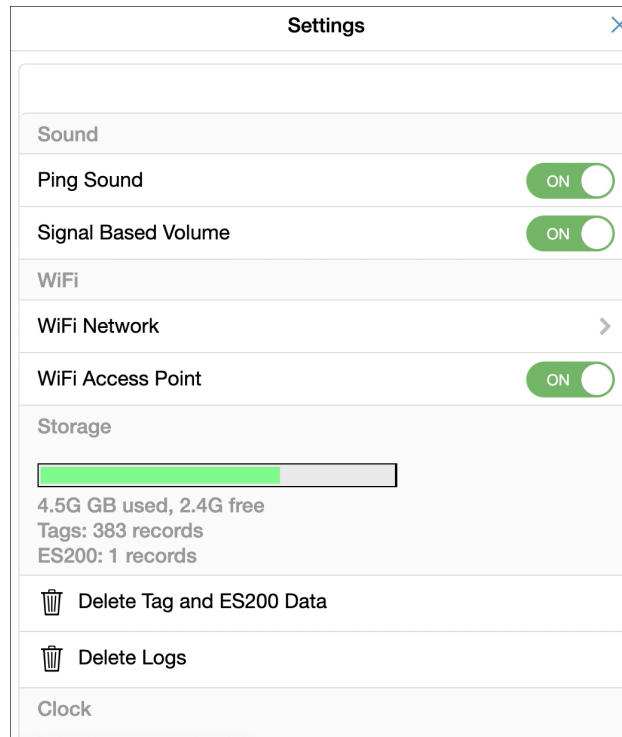 Settings
Sound
Ping Sound
ON
Signal Based Volume
ON
WiFi
WiFi Network
WiFi Access Point
ON
Storage
4.5G GB used, 2.4G free
Tags: 383 records
ES200: 1 records
Delete Tag and ES200 Data
Delete Logs
Clock